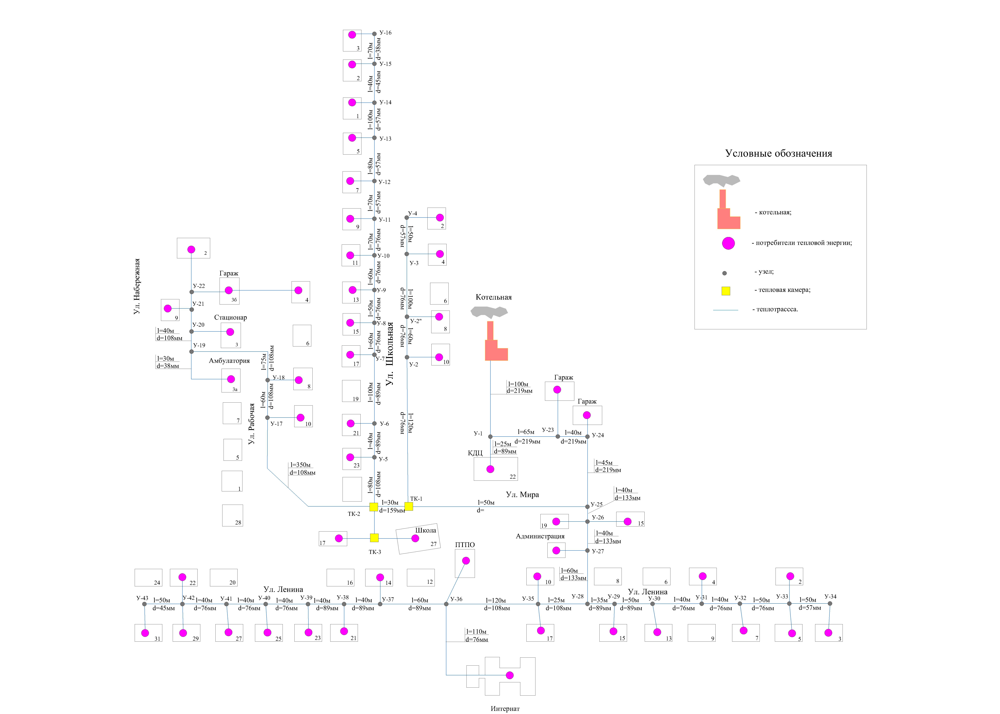 У-16
3
l=70м
d=38мм
У-15
2
l=40м
d=45мм
У-14
1
l=100м
d=57мм
У-13
5
l=80м
d=57мм
У-12
7
l=70м
d=57мм
У-11
9
l=70м
d=76мм
У-10
11
l=60м
d=76мм
У-9
13
l=50м
d=76мм
У-8
15
l=60м
d=76мм
У-7
17
Ул. Школьная
19
l=100м
d=89мм
У-6
21
l=40м
d=89мм
У-5
23
l=80м
d=108мм
У-4
2
l=50м
d=57мм
У-3
4
l=100м
d=76мм
6
У-2"
8
l=60м
d=76мм
У-2
10
l=120м
d=76мм
Ул. Набережная
2
Гараж
У-22
3б
4
У-21
9
Стационар
У-20
l=40м
d=108мм
3
6
У-19
l=30м
d=38мм
Амбулатория
3а
l=75м
d=108мм
У-18
8
l=60м
d=108мм
У-17
10
Ул. Рабочая
7
5
1
28
l=350м
d=108мм
Котельная
l=100м
d=219мм
Гараж
Гараж
У-1
l=65м
d=219мм
У-23
l=40м
d=219мм
У-24
l=25м
d=89мм
КДЦ
22
l=45м
d=219мм
Ул. Мира
l=40м
d=133мм
ТК-1
l=30м
d=159мм
ТК-2
l=50м
d=
У-25
У-26
19
15
Администрация
l=40м
d=133мм
У-27
Школа
27
17
ТК-3
ПТПО
l=60м
d=133мм
24
22
20
16
14
12
10
8
6
4
2
Ул. Ленина
Ул. Ленина
У-43
l=50м
d=45мм
У-42
l=40м
d=76мм
У-41
l=40м
d=76мм
У-40
l=40м
d=76мм
У-39
l=40м
d=89мм
У-38
l=40м
d=89мм
У-37
l=60м
d=89мм
У-36
l=120м
d=108мм
У-35
l=25м
d=108мм
У-28
l=35м
d=89мм
У-29
l=50м
d=89мм
У-30
l=40м
d=76мм
У-31
l=40м
d=76мм
У-32
l=50м
d=76мм
У-33
l=50м
d=57мм
У-34
31
29
27
25
23
21
17
15
13
9
7
5
3
l=110м
d=76мм
Интернат
Условные обозначения
- котельная;
- потребители тепловой энергии;
- узел;
- тепловая камера;
- теплотрассса.